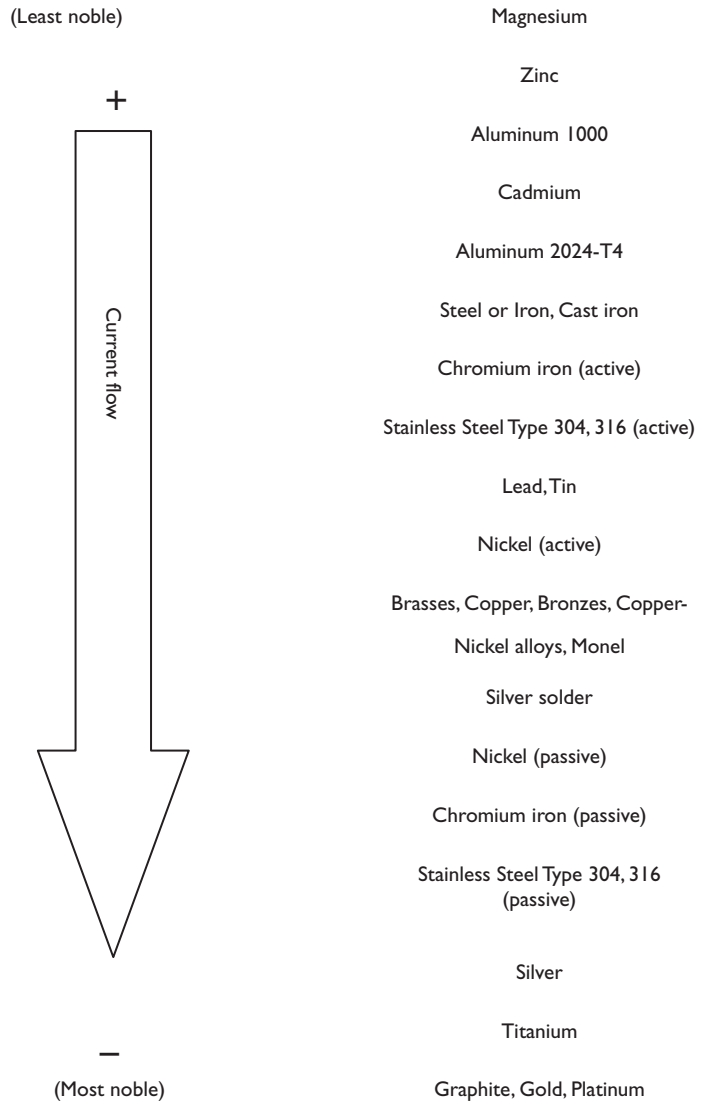 (Least noble)
Magnesium
Zinc
+
Aluminum 1000
Cadmium
Aluminum 2024-T4
Current flow
Steel or Iron, Cast iron
Chromium iron (active)
Stainless Steel Type 304, 316 (active)
Lead, Tin
Nickel (active)
Brasses, Copper, Bronzes, Copper-
Nickel alloys, Monel
Silver solder
Nickel (passive)
Chromium iron (passive)
Stainless Steel Type 304, 316
(passive)
Silver
Titanium
–
(Most noble)
Graphite, Gold, Platinum